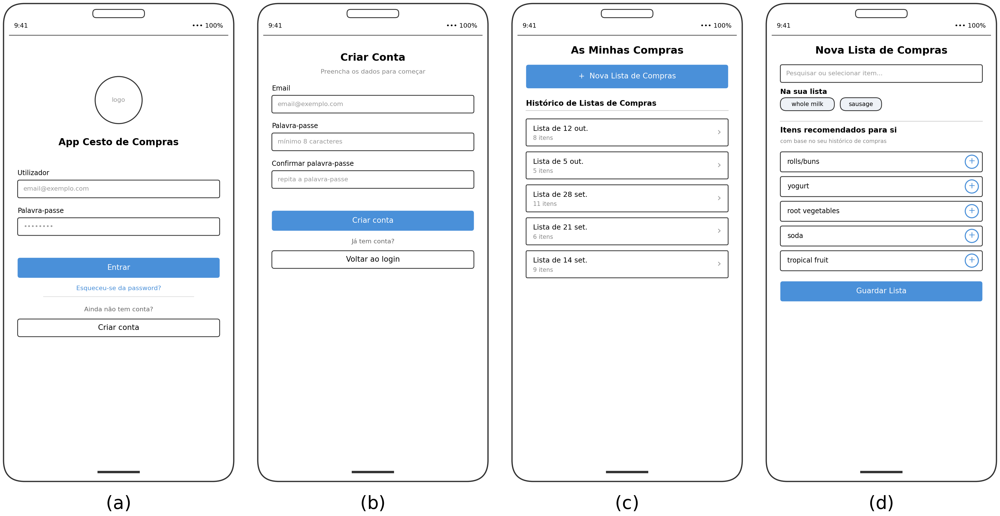 9:41 ••• 100%
logo
App Cesto de Compras
Utilizador
email@exemplo.com
Palavra-passe
••••••••
Entrar
Esqueceu-se da password?
Ainda não tem conta?
Criar conta
(a)
9:41 ••• 100%
Criar Conta
Preencha os dados para começar
Email
email@exemplo.com
Palavra-passe
mínimo 8 caracteres
Confirmar palavra-passe
repita a palavra-passe
Criar conta
Já tem conta?
Voltar ao login
(b)
9:41 ••• 100%
As Minhas Compras
+ Nova Lista de Compras
Histórico de Listas de Compras
Lista de 12 out.
8 itens
Lista de 5 out.
5 itens
Lista de 28 set.
11 itens
Lista de 21 set.
6 itens
Lista de 14 set.
9 itens
(c)
9:41 ••• 100%
Nova Lista de Compras
Pesquisar ou selecionar item...
Na sua lista
whole milk sausage
Itens recomendados para si
com base no seu histórico de compras
rolls/buns +
yogurt +
root vegetables +
soda +
tropical fruit +
Guardar Lista
(d)